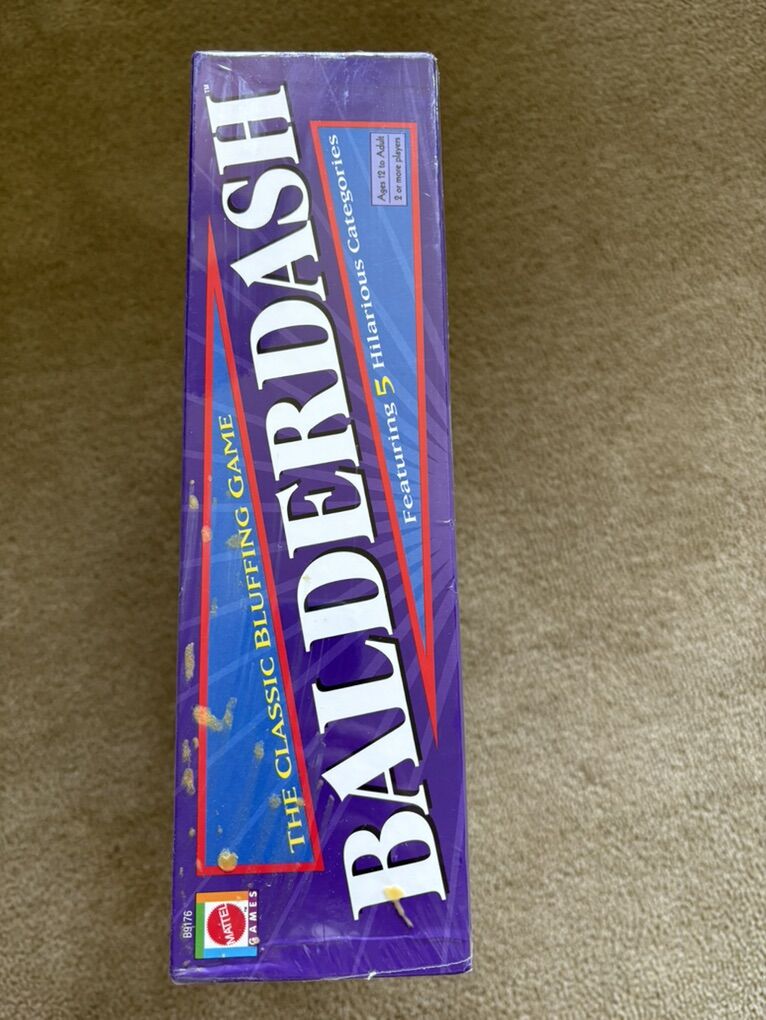 THE CLASSIC BLUFFING GAME
BALDERDASH™
Featuring 5 Hilarious Categories
Ages 12 to Adult
2 or more players
B9176
MATTEL
GAMES